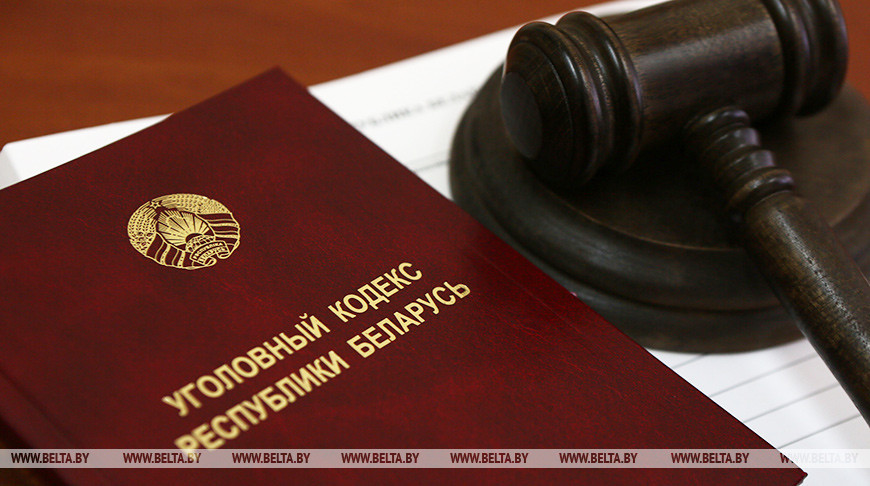 УГОЛОВНЫЙ КОДЕКС
РЕСПУБЛИКИ БЕЛАРУСЬ
WWW.BELTA.BY WWW.BELTA.BY WWW.BELTA.BY WWW.BELTA.BY WWW.BELTA.BY WWW.BELTA.BY WWW.BELTA.BY WWW.BELTA.BY